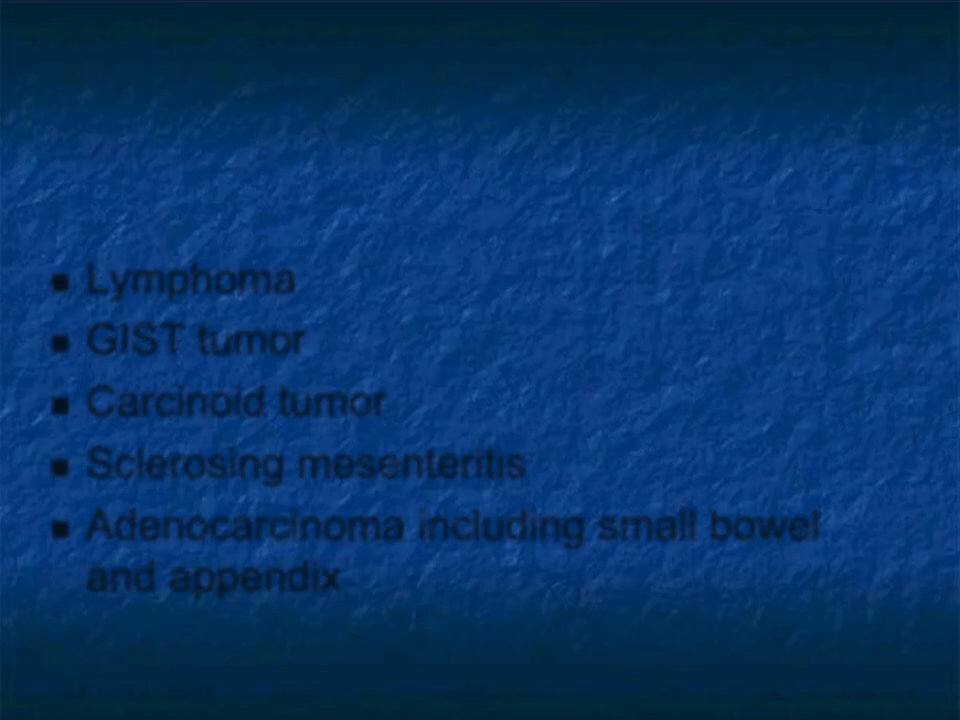 ▪ Lymphoma
▪ GIST tumor
▪ Carcinoid tumor
▪ Sclerosing mesenteritis
▪ Adenocarcinoma including small bowel
and appendix